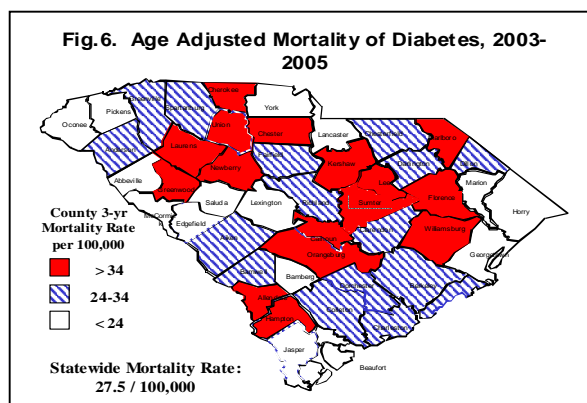 Fig.6. Age Adjusted Mortality of Diabetes, 2003-
2005
Cherokee
Greenville
Spartanburg
York
Pickens
Oconee
Union
Chester
Lancaster
Chesterfield
Marlboro
Anderson
Laurens
Fairfield
Kershaw
Darlington
Dillon
Newberry
Lee
Abbeville
Greenwood
Marion
Florence
Saluda
Lexington
Richland
Sumter
Horry
McCormic
k
Edgefield
Aiken
Calhoun
Clarendon
Williamsburg
Orangeburg
Georgetown
Barnwell
Bamberg
Dorchester
Berkeley
Allendale
Colleton
Hampton
Charleston
Jasper
Beaufort
County 3-yr
Mortality Rate
per 100,000
> 34
24-34
< 24
Statewide Mortality Rate:
27.5 / 100,000